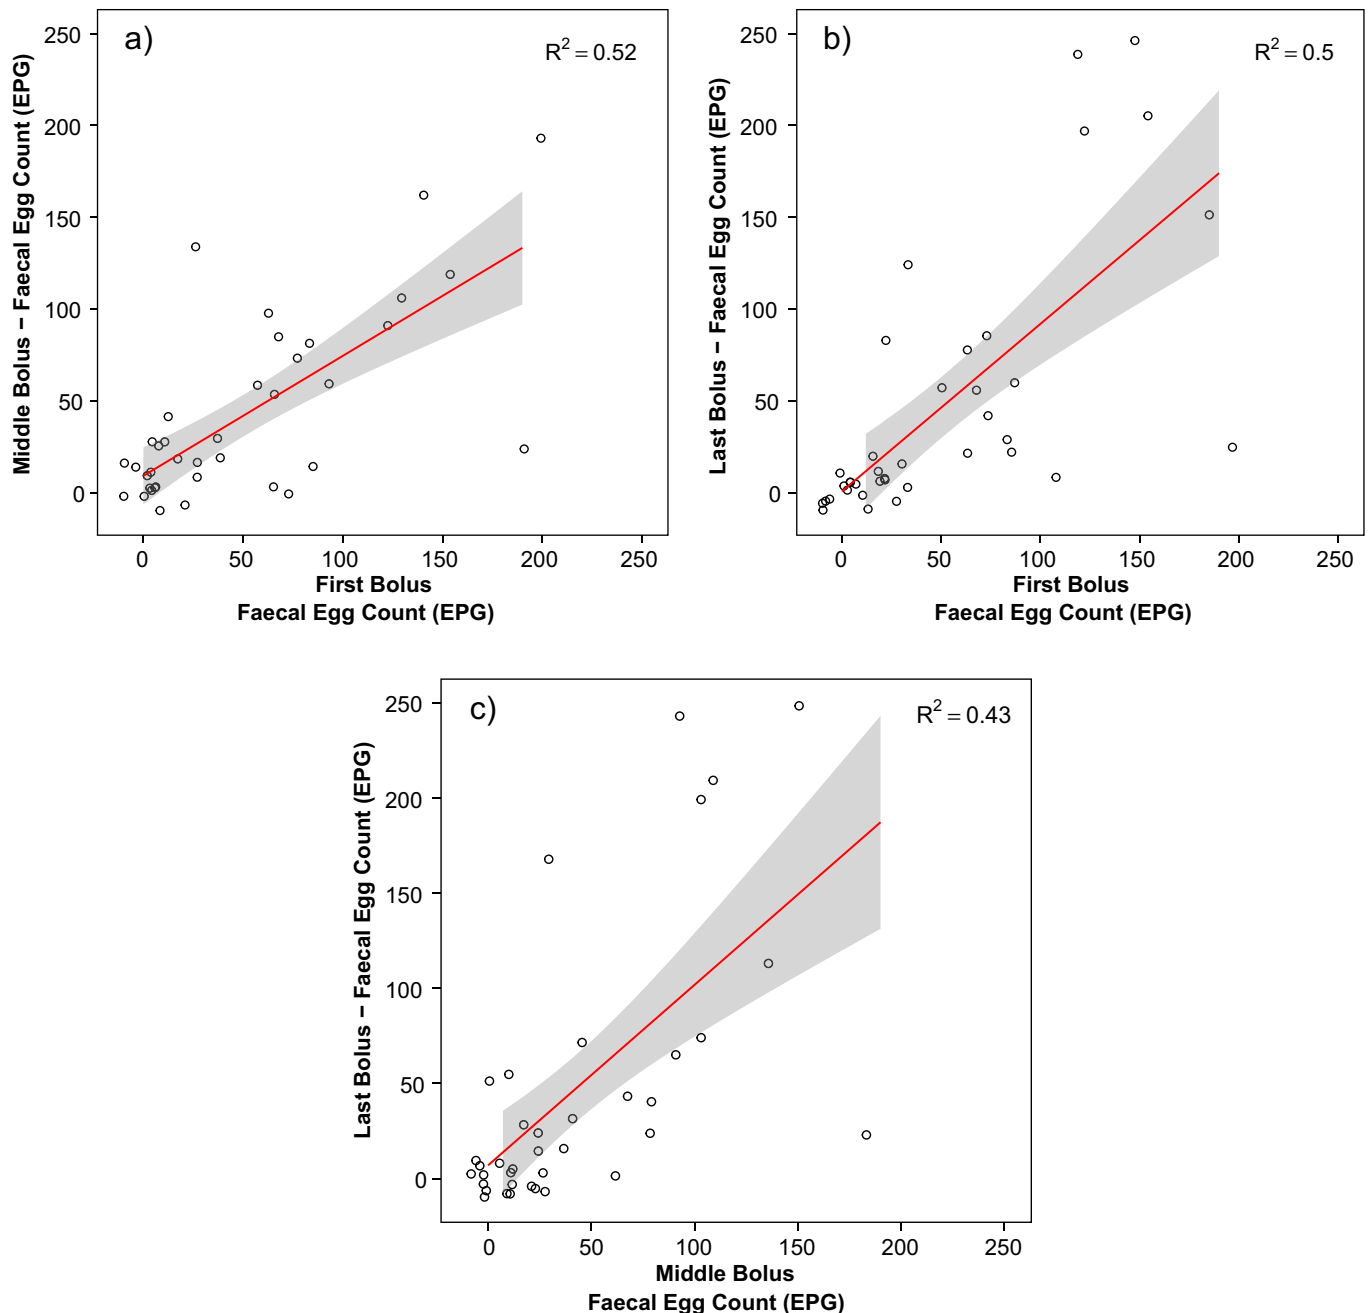 a)
R² = 0.52
Middle Bolus − Faecal Egg Count (EPG)
250
200
150
100
50
0
0 50 100 150 200 250
First Bolus
Faecal Egg Count (EPG)
b)
R² = 0.5
Last Bolus − Faecal Egg Count (EPG)
250
200
150
100
50
0
0 50 100 150 200 250
First Bolus
Faecal Egg Count (EPG)
c)
R² = 0.43
Last Bolus − Faecal Egg Count (EPG)
250
200
150
100
50
0
0 50 100 150 200 250
Middle Bolus
Faecal Egg Count (EPG)